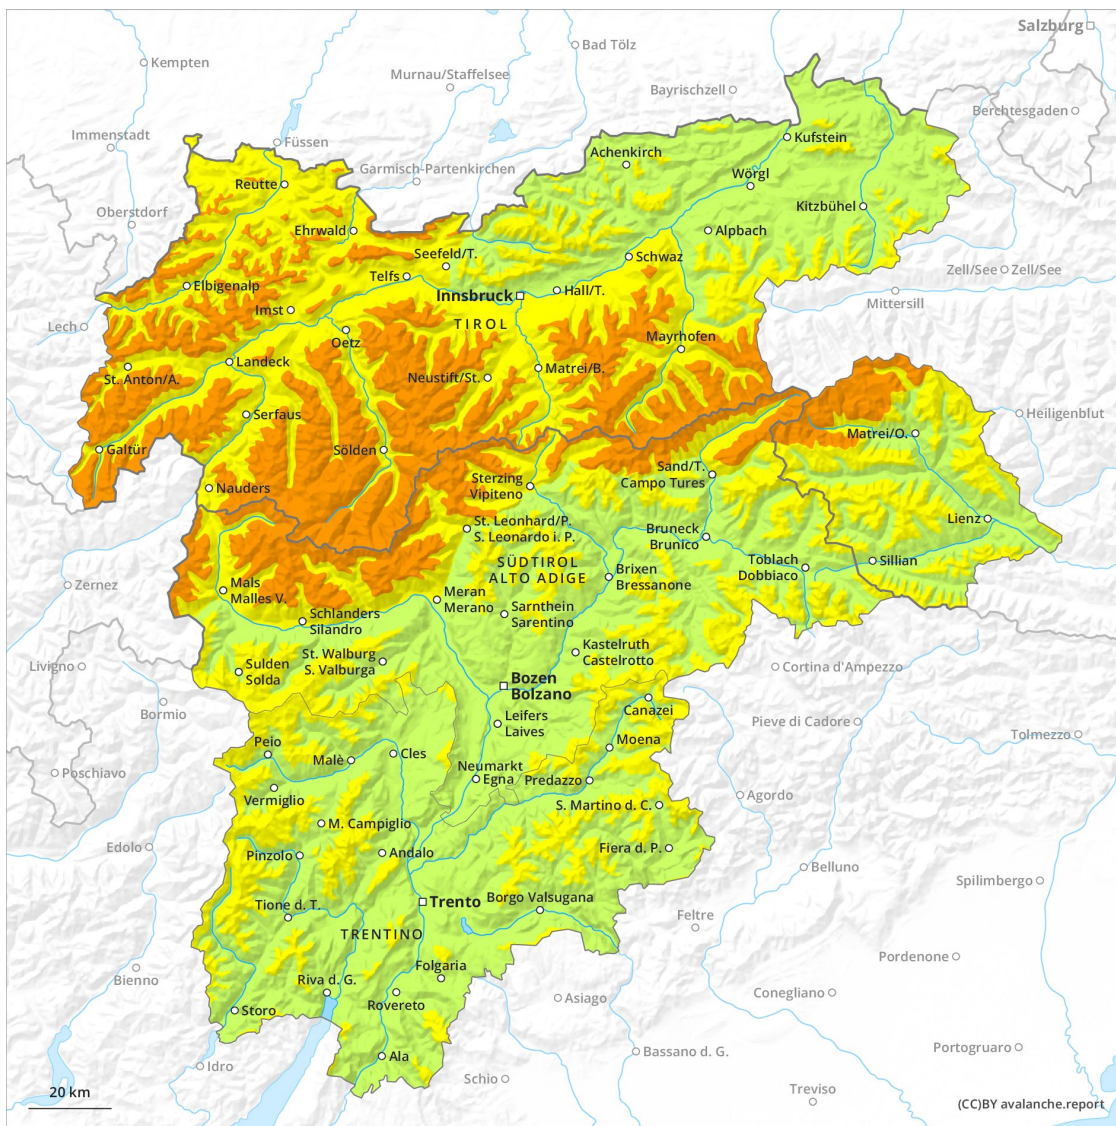 Salzburg
Bad Tölz
Kempten
Murnau/Staffelsee
Bayrischzell
Berchtesgaden
Immenstadt
Füssen
Kufstein
Achenkirch
Garmisch-Partenkirchen
Wörgl
Reutte
Oberstdorf
Kitzbühel
Ehrwald
Alpbach
Seefeld/T.
Schwaz
Telfs
Zell/See
Zell/See
Elbigenalp
Innsbruck
Hall/T.
Mittersill
Imst
TIROL
Lech
Oetz
Mayrhofen
Landeck
Matrei/B.
St. Anton/A.
Neustift/St.
Serfaus
Heiligenblut
Matrei/O.
Galtür
Sölden
Sand/T.
Campo Tures
Sterzing
Vipiteno
Nauders
St. Leonhard/P.
S. Leonardo i. P.
Lienz
Bruneck
Brunico
SÜDTIROL
ALTO ADIGE
Toblach
Dobbiaco
Sillian
Brixen
Bressanone
Zernez
Mals
Malles V.
Meran
Merano
Sarnthein
Sarentino
Schlanders
Silandro
Kastelruth
Castelrotto
St. Walburg
S. Valburga
Livigno
Sulden
Solda
Cortina d'Ampezzo
Bozen
Bolzano
Bormio
Canazei
Leifers
Laives
Pieve di Cadore
Tolmezzo
Peio
Moena
Cles
Malè
Neumarkt
Egna
Predazzo
Poschiavo
Vermiglio
Agordo
S. Martino d. C.
M. Campiglio
Edolo
Andalo
Pinzolo
Fiera d. P.
Belluno
Spilimbergo
Borgo Valsugana
Trento
Tione d. T.
Feltre
TRENTINO
Pordenone
Bienno
Folgaria
Riva d. G.
Rovereto
Asiago
Conegliano
Storo
Portogruaro
Bassano d. G.
Ala
Idro
Schio
Treviso
20 km
(CC)BY avalanche.report